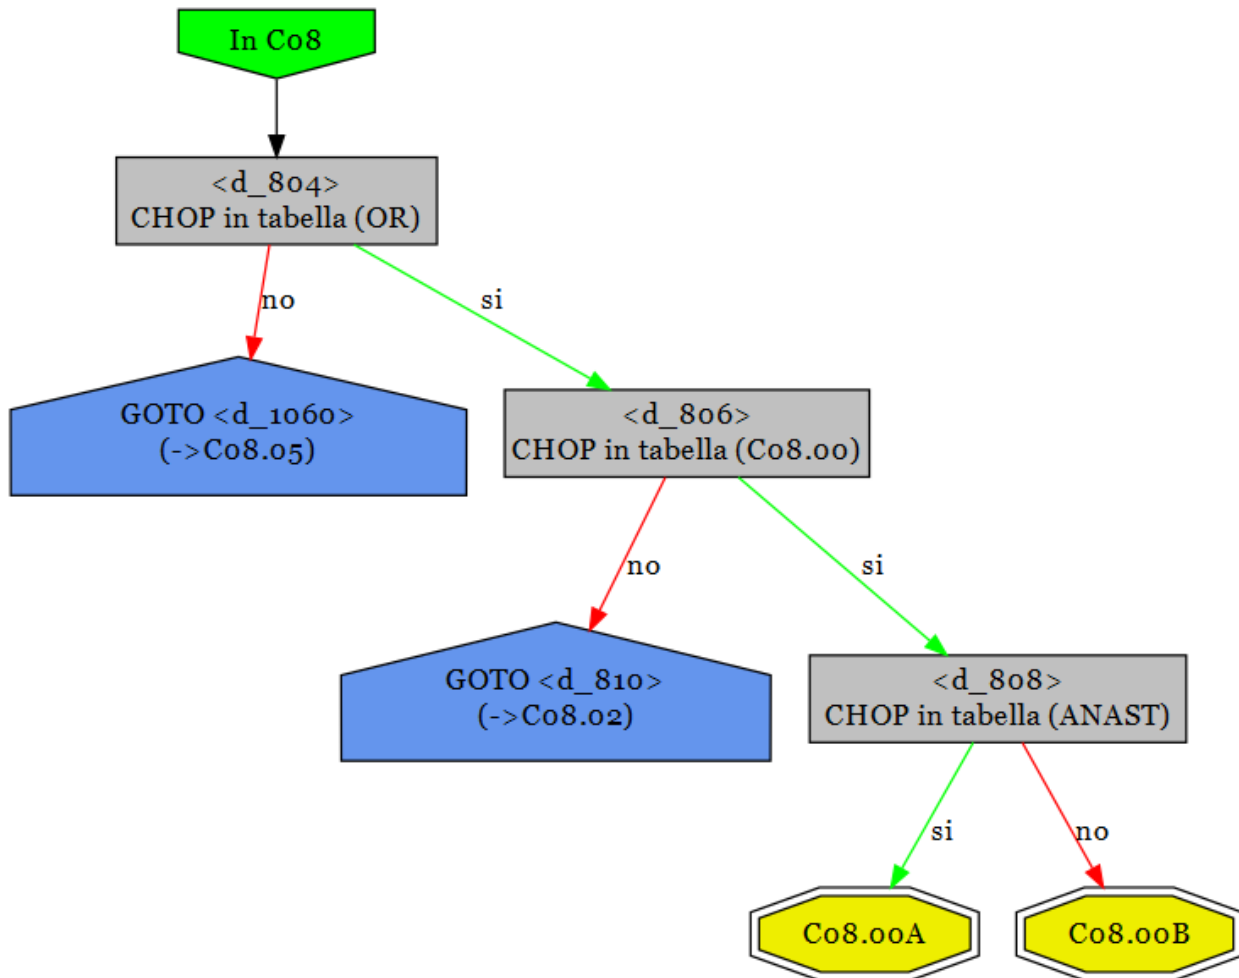 In C08
<d_804>
CHOP in tabella (OR)
no
si
GOTO <d_1060>
(->C08.05)
<d_806>
CHOP in tabella (C08.00)
no
si
GOTO <d_810>
(->C08.02)
<d_808>
CHOP in tabella (ANAST)
si
no
C08.00A
C08.00B